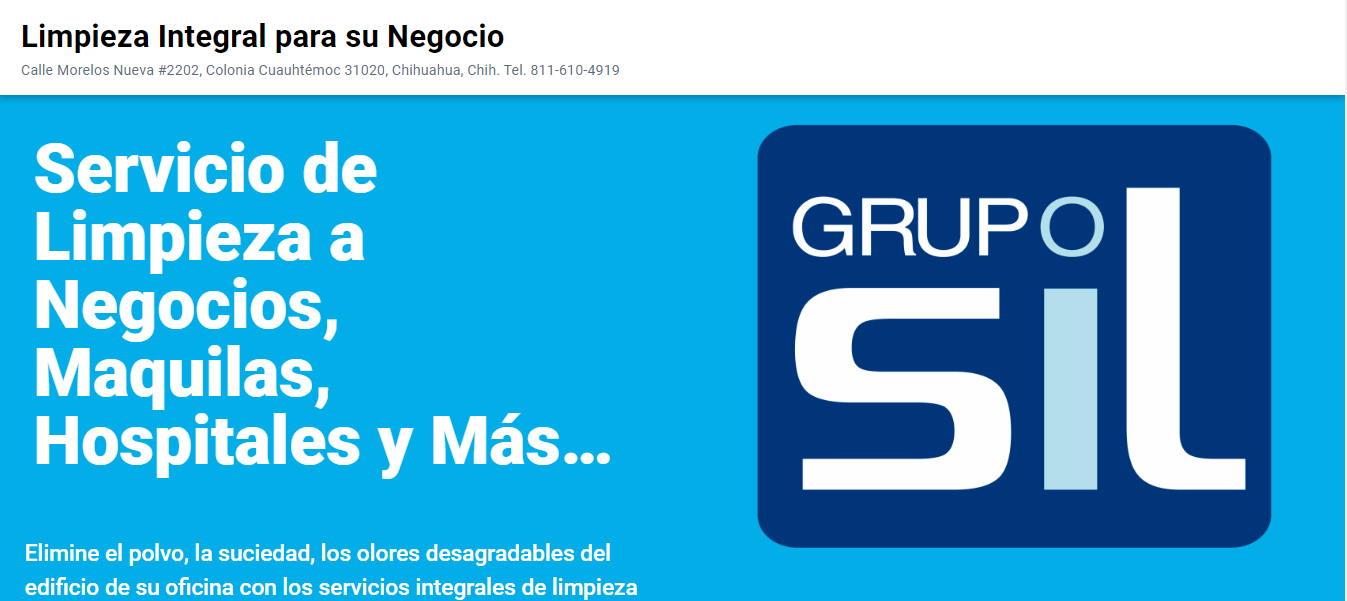 Limpieza Integral para su Negocio
Calle Morelos Nueva #2202, Colonia Cuauhtémoc 31020, Chihuahua, Chih. Tel. 811-610-4919
Servicio de
Limpieza a
Negocios,
Maquilas,
Hospitales y Más...
Elimine el polvo, la suciedad, los olores desagradables del
edificio de su oficina con los servicios integrales de limpieza
GRUPO
sil